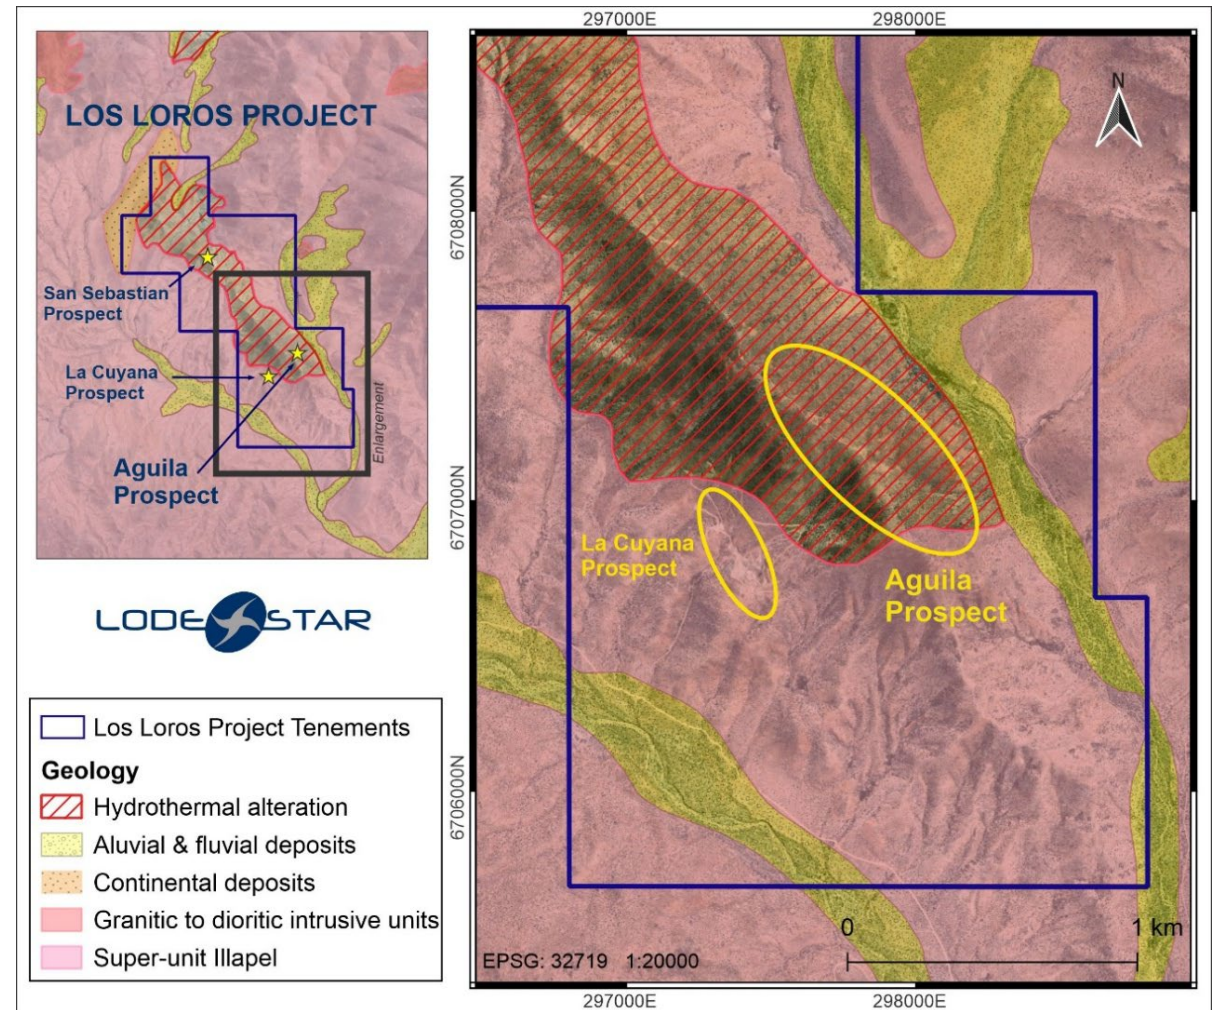 297000E
298000E
LOS LOROS PROJECT
San Sebastian
Prospect
La Cuyana
Prospect
Aguila
Prospect
Enlargement
LODESTAR
Los Loros Project Tenements
Geology
Hydrothermal alteration
Aluvial & fluvial deposits
Continental deposits
Granitic to dioritic intrusive units
Super-unit Illapel
N
6708000N
6707000N
6706000N
La Cuyana
Prospect
Aguila
Prospect
0
1 km
EPSG: 32719 1:20000
297000E
298000E